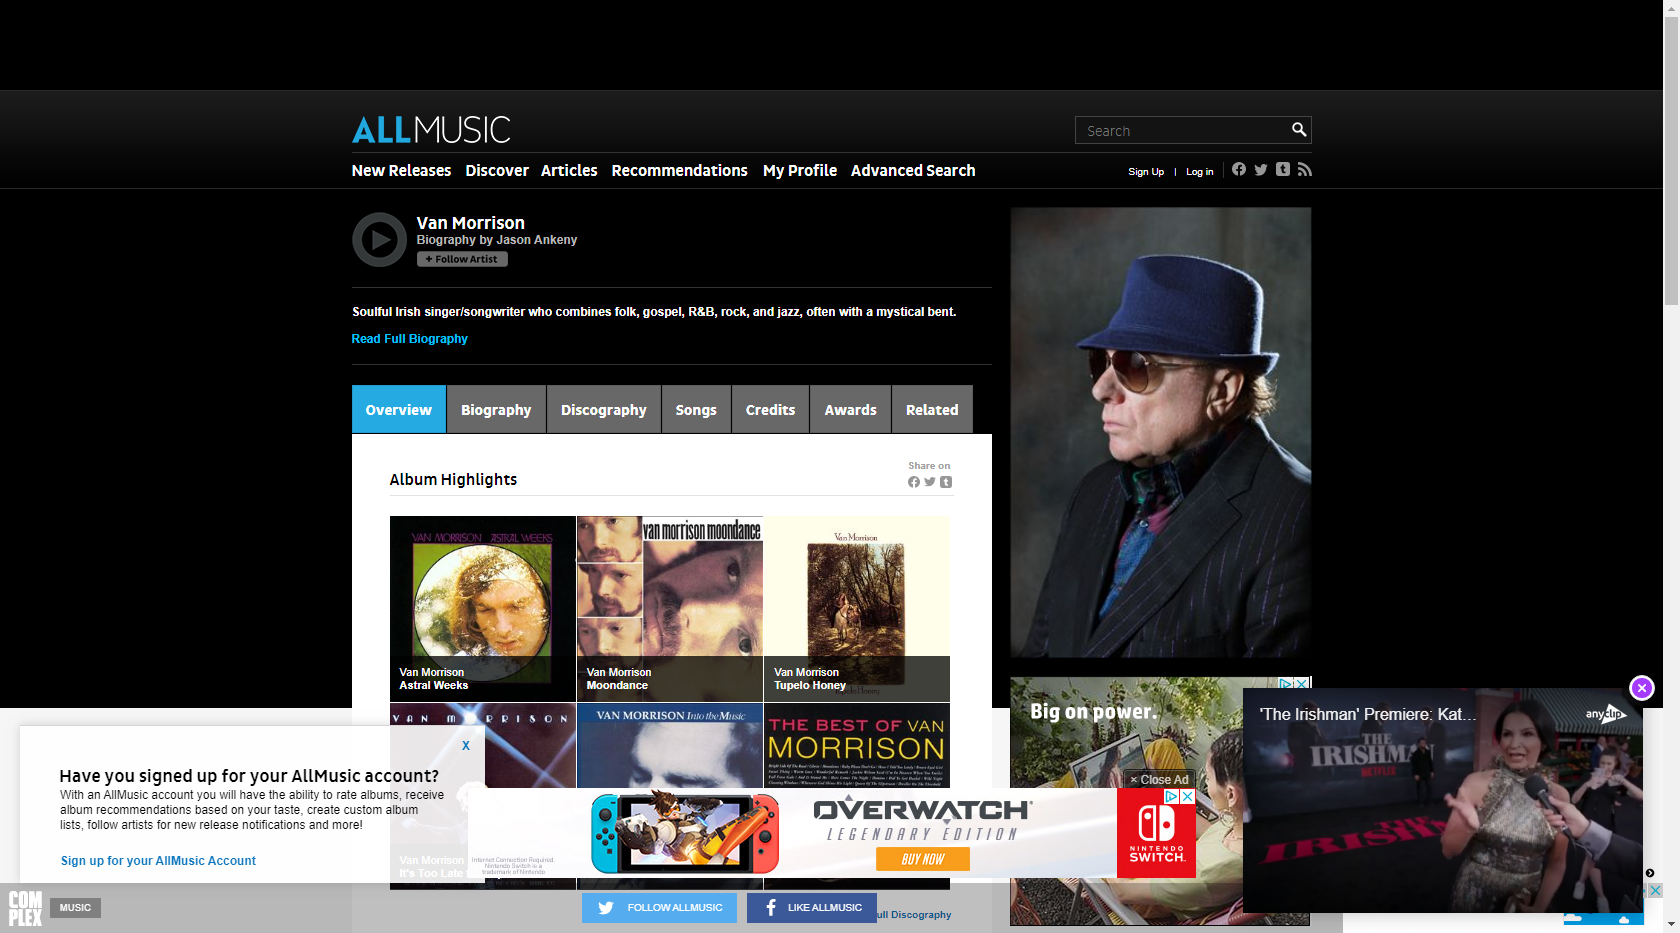 ALLMUSIC
Search
New Releases
Discover
Articles
Recommendations
My Profile
Advanced Search
Sign Up | Log in
Van Morrison
Biography by Jason Ankeny
+ Follow Artist
Soulful Irish singer/songwriter who combines folk, gospel, R&B, rock, and jazz, often with a mystical bent.
Read Full Biography
Overview
Biography
Discography
Songs
Credits
Awards
Related
Album Highlights
Share on
VAN MORRISON ASTRAL WEEKS
Van Morrison
Astral Weeks
van morrison moondance
Van Morrison
Moondance
Van Morrison
Van Morrison
Tupelo Honey
Tupelo Honey
VAN MORRISON
VAN MORRISON Into the Music
THE BEST OF VAN
MORRISON
Van Morrison
It's Too Late
Big on power.
× Close Ad
'The Irishman' Premiere: Kat...
anyclip
THE
IRISHMAN
NETFLIX
X
Have you signed up for your AllMusic account?
With an AllMusic account you will have the ability to rate albums, receive
album recommendations based on your taste, create custom album
lists, follow artists for new release notifications and more!
Sign up for your AllMusic Account
Internet Connection Required.
Nintendo Switch is a
trademark of Nintendo
OVERWATCH
LEGENDARY EDITION
BUY NOW
NINTENDO
SWITCH.
COM
PLEX
MUSIC
FOLLOW ALLMUSIC
LIKE ALLMUSIC
ull Discography